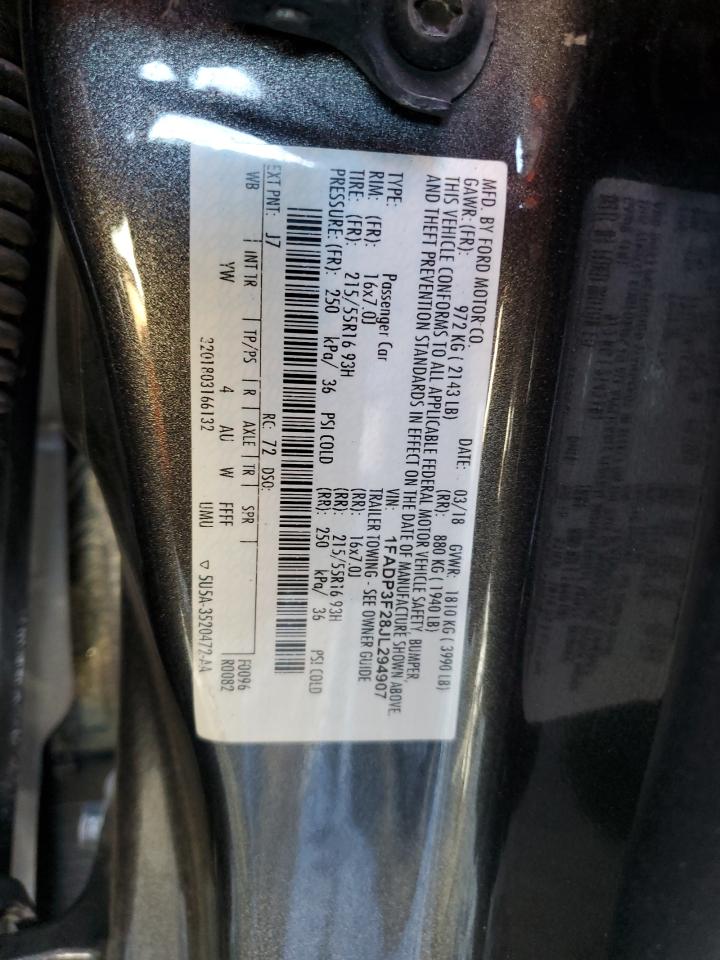 MFD. BY FORD MOTOR CO. DATE: 03/18 GVWR: 1810 KG ( 3990 LB)
GAWR: (FR): 972 KG ( 2143 LB) (RR): 880 KG ( 1940 LB)
THIS VEHICLE CONFORMS TO ALL APPLICABLE FEDERAL MOTOR VEHICLE SAFETY, BUMPER,
AND THEFT PREVENTION STANDARDS IN EFFECT ON THE DATE OF MANUFACTURE SHOWN ABOVE.
VIN: 1FADP3F28JL294907
TYPE: Passenger Car TRAILER TOWING - SEE OWNER GUIDE
RIM: (FR): 16x7.0J (RR): 16x7.0J
TIRE: (FR): 215/55R16 93H (RR): 215/55R16 93H
PRESSURE: (FR): 250 kPa/ 36 PSI COLD (RR): 250 kPa/ 36 PSI COLD
EXT PNT: J7 RC: 72 DSO: F0096
R0082
WB INT TR TP/PS R AXLE TR SPR
YW 4 AU W FFFF
3201803166132 UMU ▽ 5U5A-3520472-AA